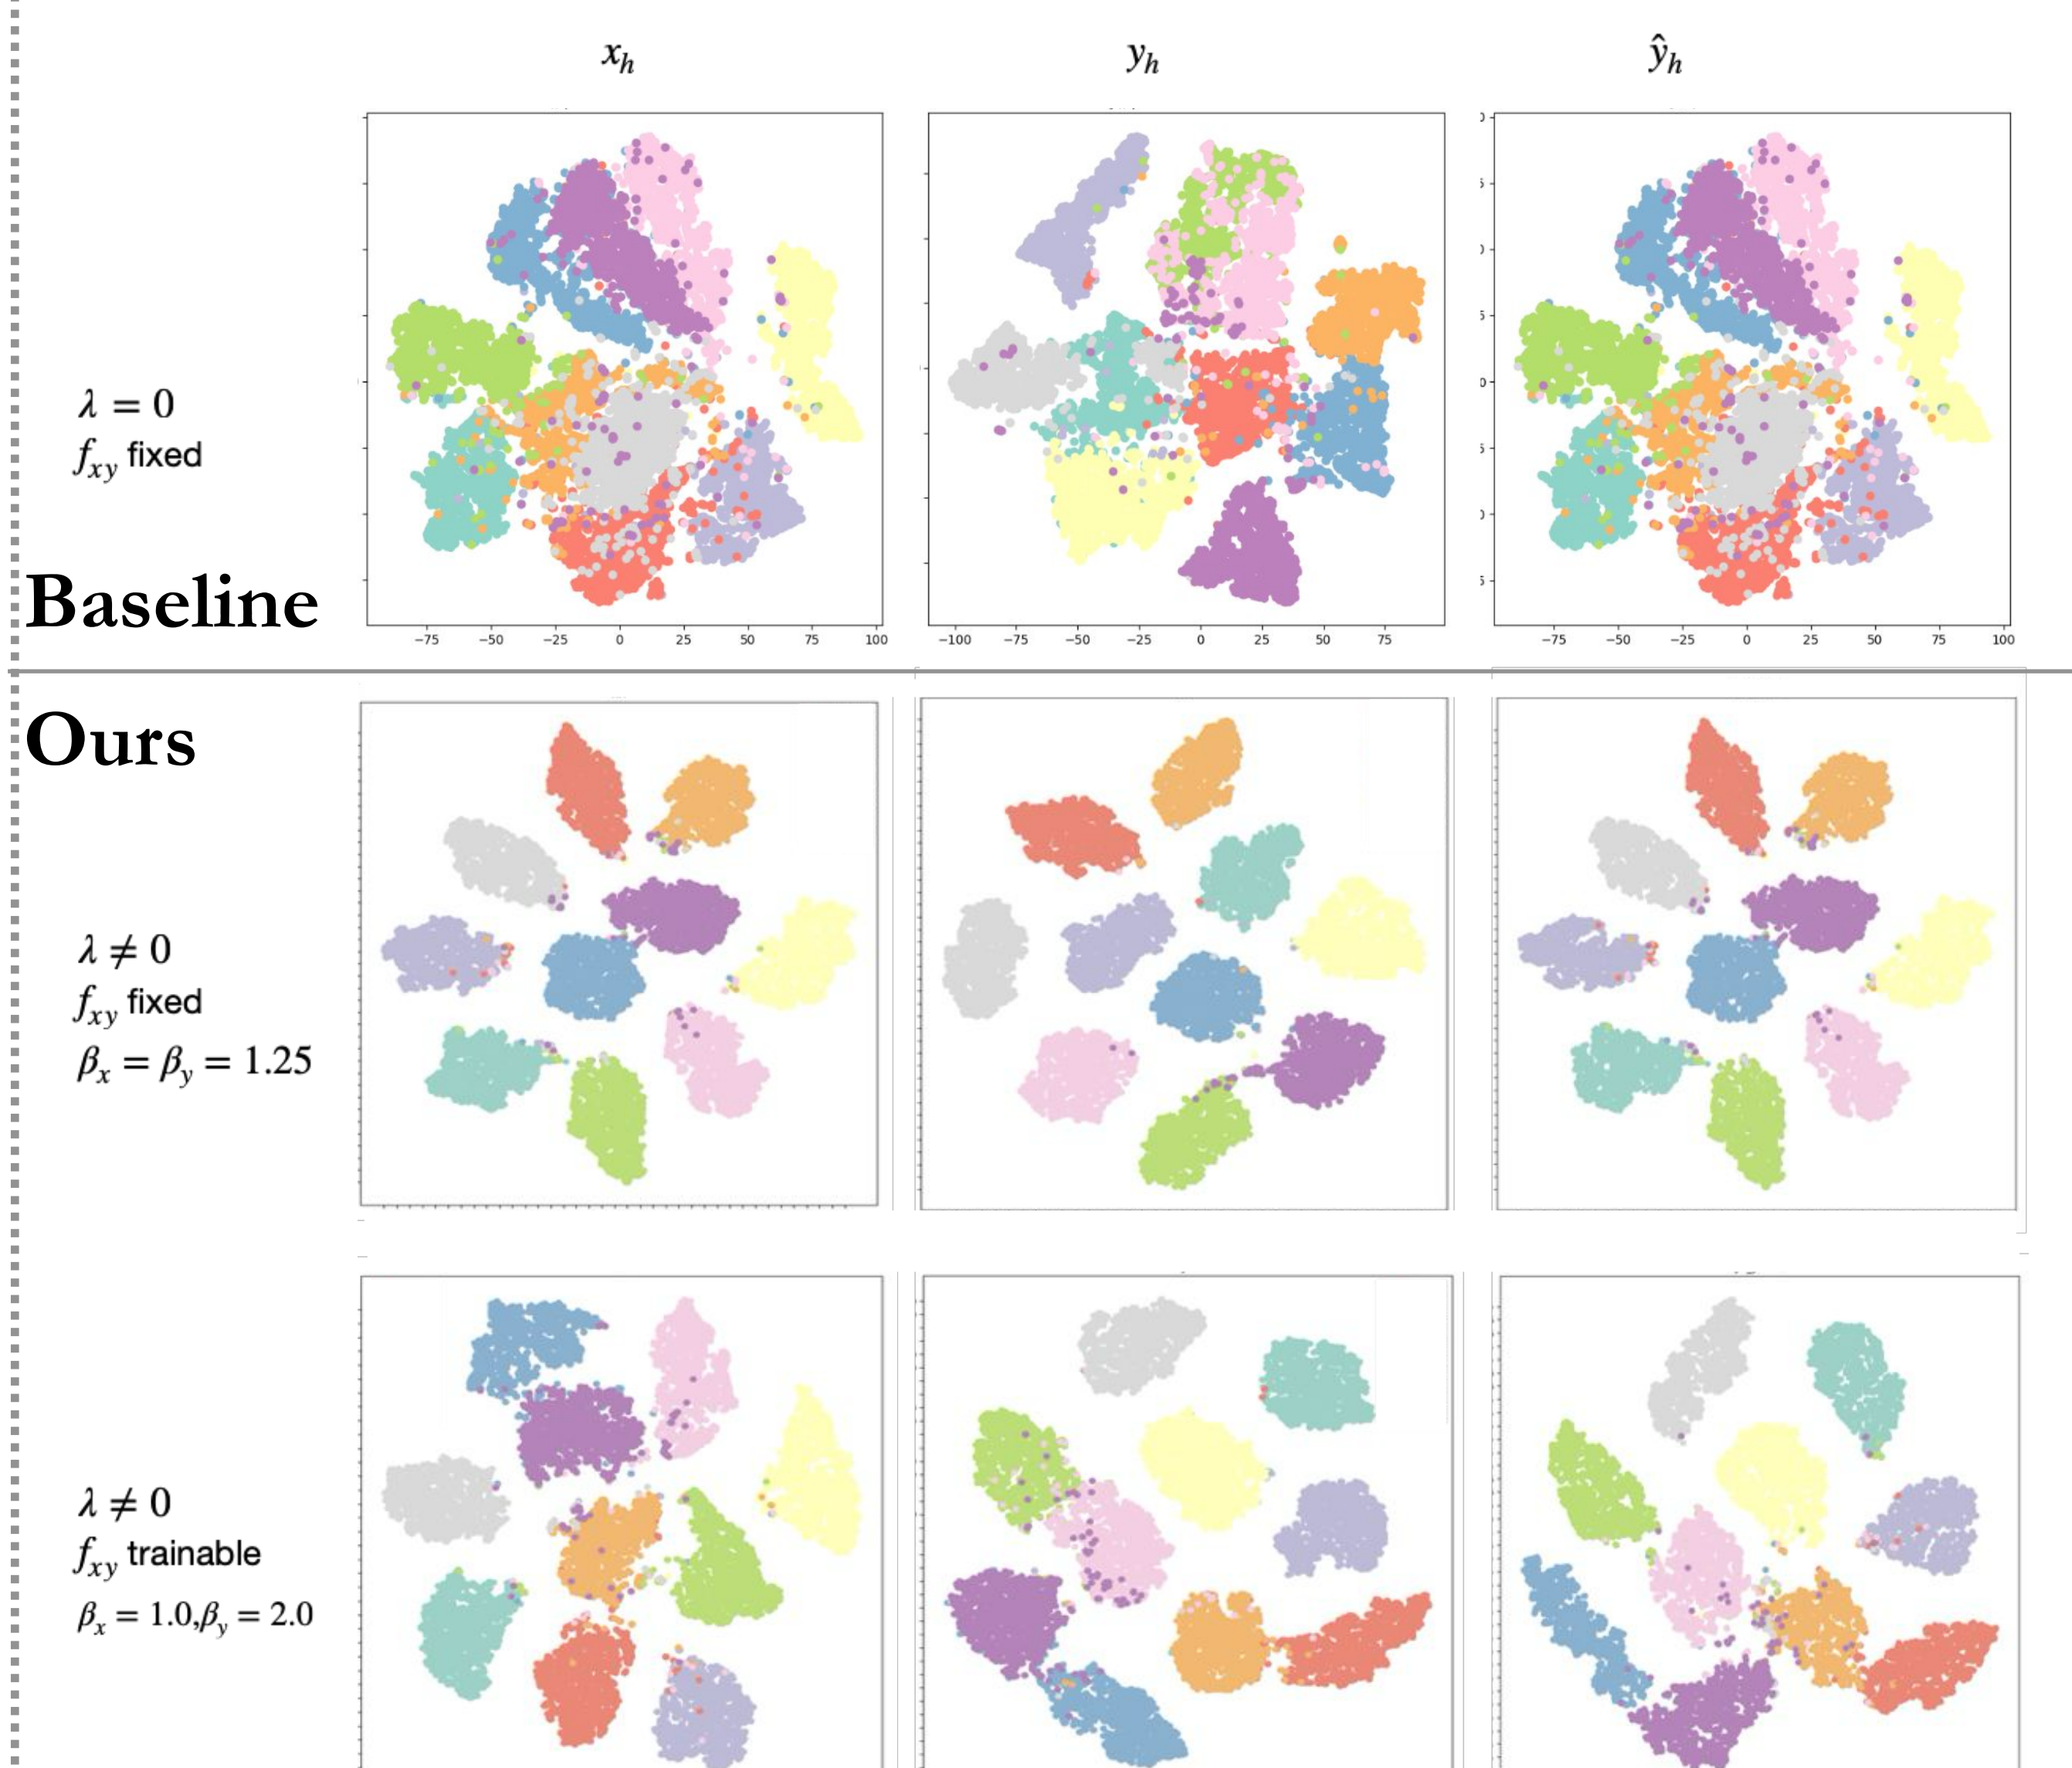 x_h y_h ŷ_h
λ = 0
f_xy fixed
Baseline
−75 −50 −25 0 25 50 75 100
−100 −75 −50 −25 0 25 50 75
−75 −50 −25 0 25 50 75 100
Ours
λ ≠ 0
f_xy fixed
β_x = β_y = 1.25
λ ≠ 0
f_xy trainable
β_x = 1.0,β_y = 2.0